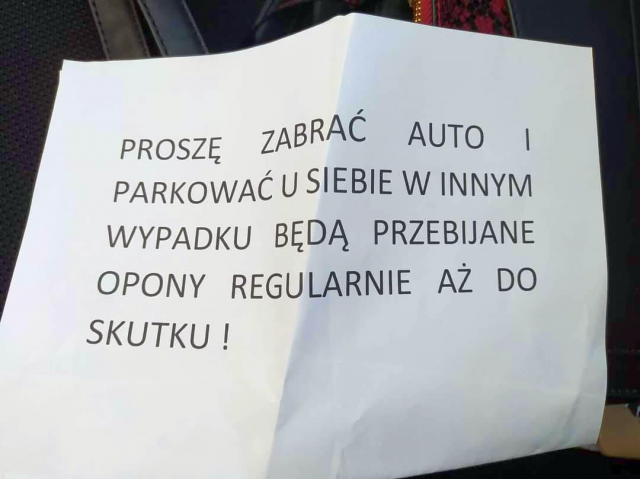 PROSZĘ ZABRAĆ AUTO I
PARKOWAĆ U SIEBIE W INNYM
WYPADKU BĘDĄ PRZEBIJANE
OPONY REGULARNIE AŻ DO
SKUTKU !